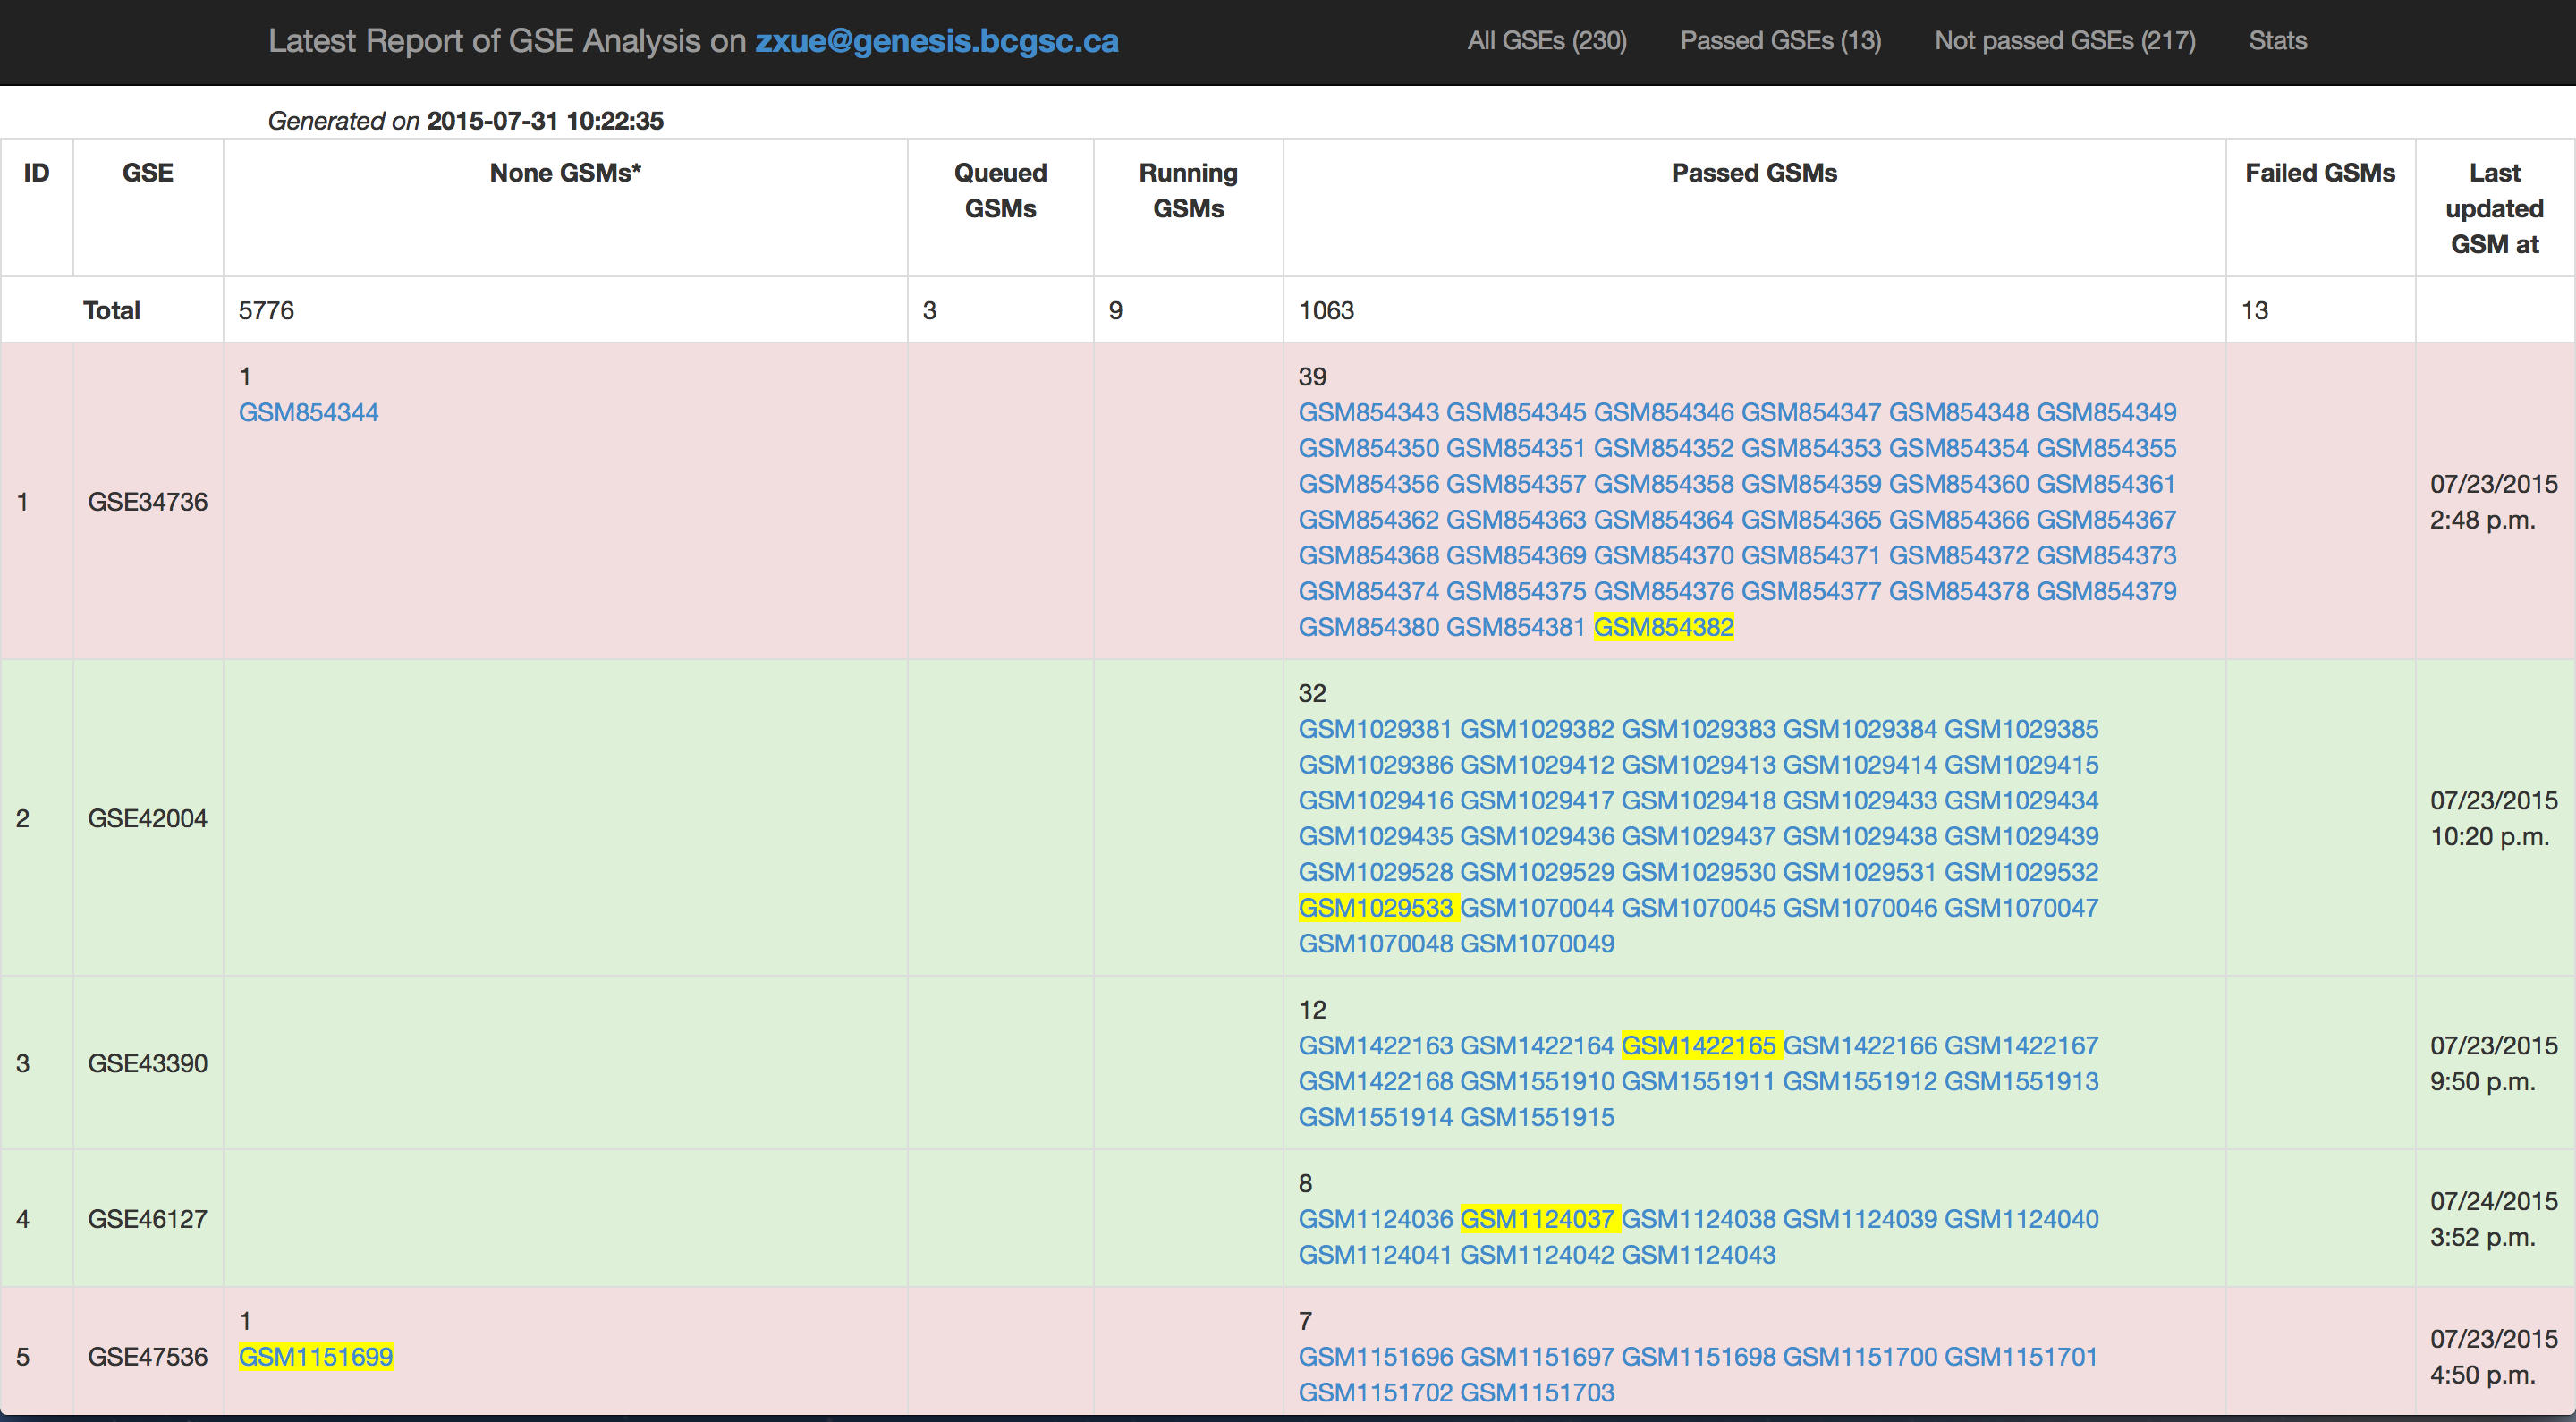 Latest Report of GSE Analysis on zxue@genesis.bcgsc.ca All GSEs (230) Passed GSEs (13) Not passed GSEs (217) Stats
Generated on 2015-07-31 10:22:35
ID GSE None GSMs* Queued GSMs Running GSMs Passed GSMs Failed GSMs Last updated GSM at
Total 5776 3 9 1063 13
1 GSE34736
1
GSM854344
39
GSM854343 GSM854345 GSM854346 GSM854347 GSM854348 GSM854349
GSM854350 GSM854351 GSM854352 GSM854353 GSM854354 GSM854355
GSM854356 GSM854357 GSM854358 GSM854359 GSM854360 GSM854361
GSM854362 GSM854363 GSM854364 GSM854365 GSM854366 GSM854367
GSM854368 GSM854369 GSM854370 GSM854371 GSM854372 GSM854373
GSM854374 GSM854375 GSM854376 GSM854377 GSM854378 GSM854379
GSM854380 GSM854381 GSM854382
07/23/2015
2:48 p.m.
2 GSE42004
32
GSM1029381 GSM1029382 GSM1029383 GSM1029384 GSM1029385
GSM1029386 GSM1029412 GSM1029413 GSM1029414 GSM1029415
GSM1029416 GSM1029417 GSM1029418 GSM1029433 GSM1029434
GSM1029435 GSM1029436 GSM1029437 GSM1029438 GSM1029439
GSM1029528 GSM1029529 GSM1029530 GSM1029531 GSM1029532
GSM1029533 GSM1070044 GSM1070045 GSM1070046 GSM1070047
GSM1070048 GSM1070049
07/23/2015
10:20 p.m.
3 GSE43390
12
GSM1422163 GSM1422164 GSM1422165 GSM1422166 GSM1422167
GSM1422168 GSM1551910 GSM1551911 GSM1551912 GSM1551913
GSM1551914 GSM1551915
07/23/2015
9:50 p.m.
4 GSE46127
8
GSM1124036 GSM1124037 GSM1124038 GSM1124039 GSM1124040
GSM1124041 GSM1124042 GSM1124043
07/24/2015
3:52 p.m.
5 GSE47536
1
GSM1151699
7
GSM1151696 GSM1151697 GSM1151698 GSM1151700 GSM1151701
GSM1151702 GSM1151703
07/23/2015
4:50 p.m.